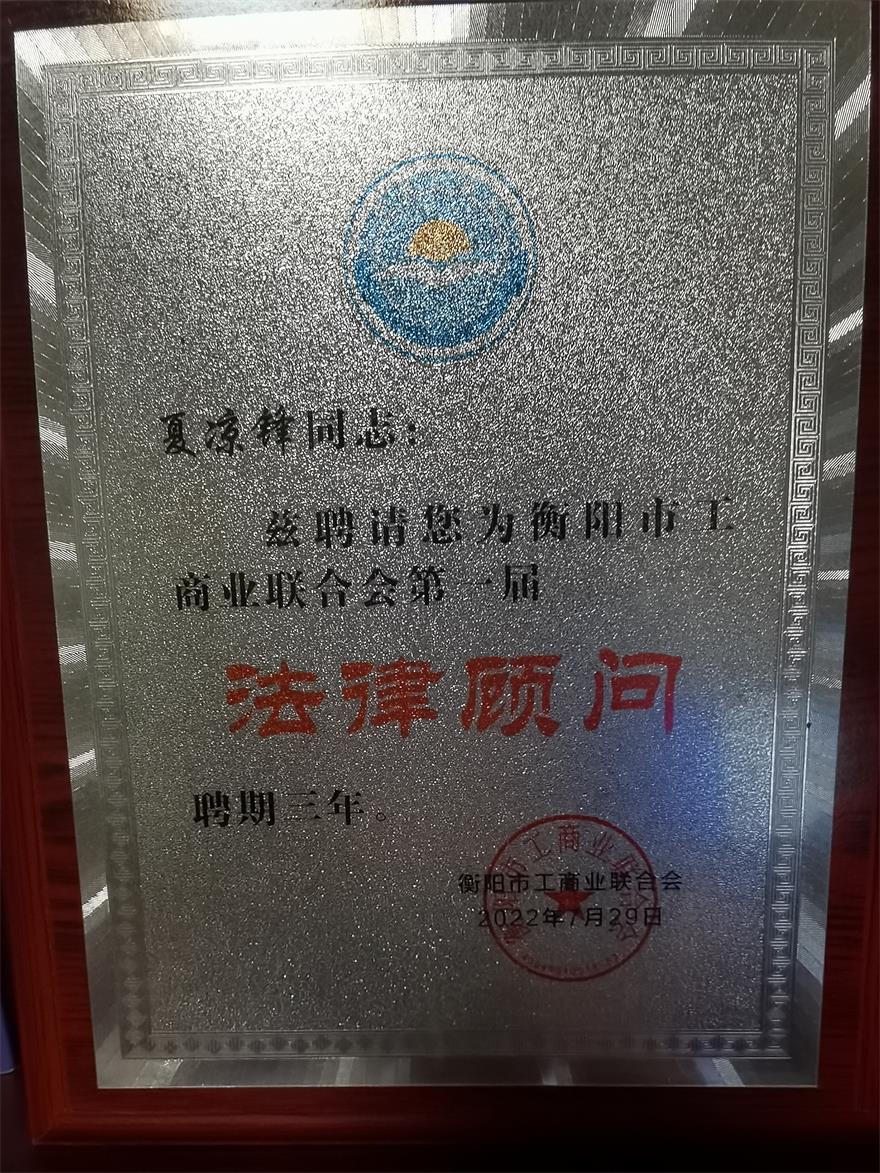 夏凉锋同志：
兹聘请您为衡阳市工
商业联合会第一届
法律顾问
聘期三年。
衡阳市工商业联合会
2022年7月29日